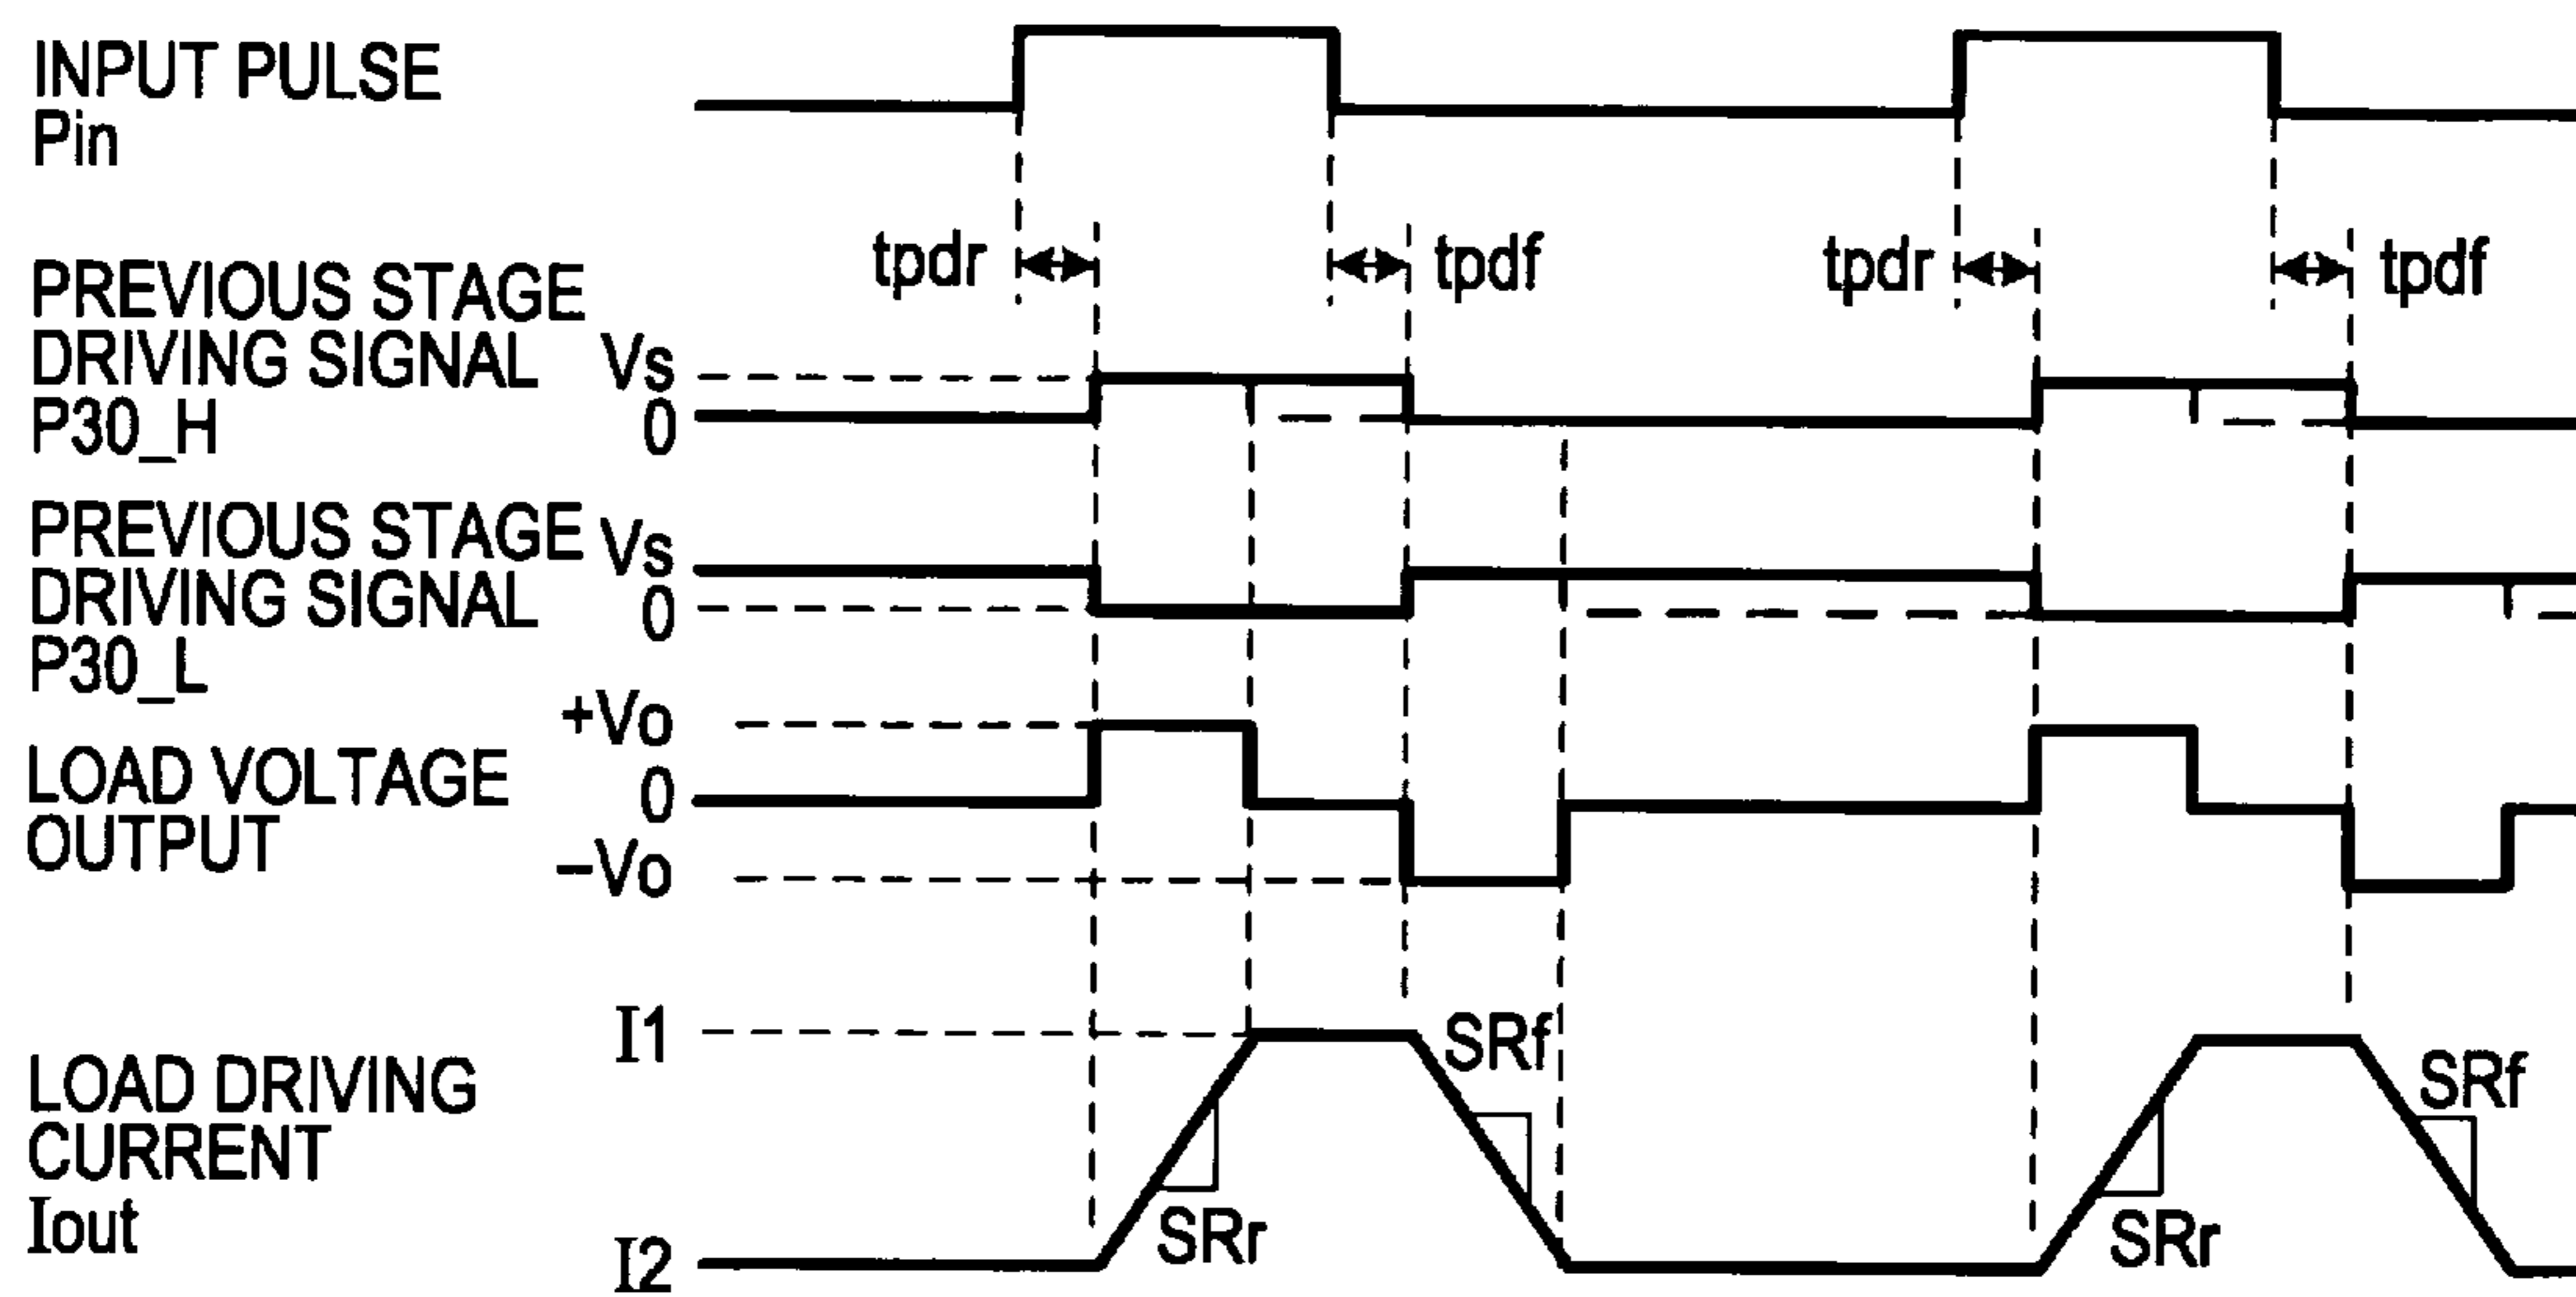 INPUT PULSE
Pin
tpdr
tpdf
tpdr
tpdf
PREVIOUS STAGE
DRIVING SIGNAL
P30_H
Vs
0
PREVIOUS STAGE
DRIVING SIGNAL
P30_L
Vs
0
LOAD VOLTAGE
OUTPUT
+Vo
0
−Vo
LOAD DRIVING
CURRENT
Iout
I1
I2
SRr
SRf
SRr
SRf